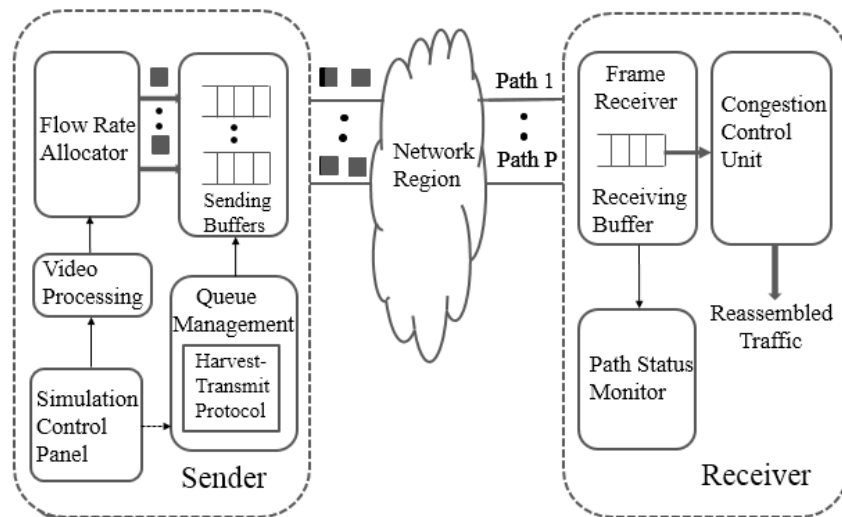 Flow Rate
Allocator
Sending
Buffers
Video
Processing
Queue
Management
Harvest-
Transmit
Protocol
Simulation
Control
Panel
Sender
Network
Region
Path 1
Path P
Frame
Receiver
Receiving
Buffer
Congestion
Control
Unit
Reassembled
Traffic
Path Status
Monitor
Receiver